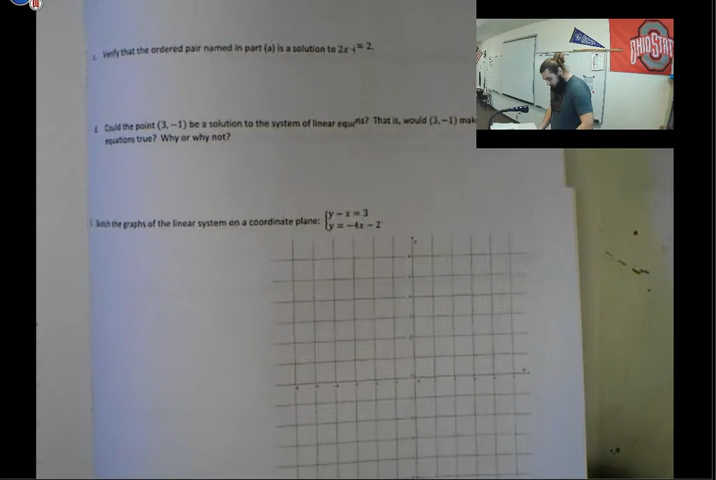 c. Verify that the ordered pair named in part (a) is a solution to 2x + = 2.
d. Could the point (3, −1) be a solution to the system of linear equ ns? That is, would (3, −1) mak
equations true? Why or why not?
Sketch the graphs of the linear system on a coordinate plane: {y − x = 3
y = −4x − 2
OHIO STATE